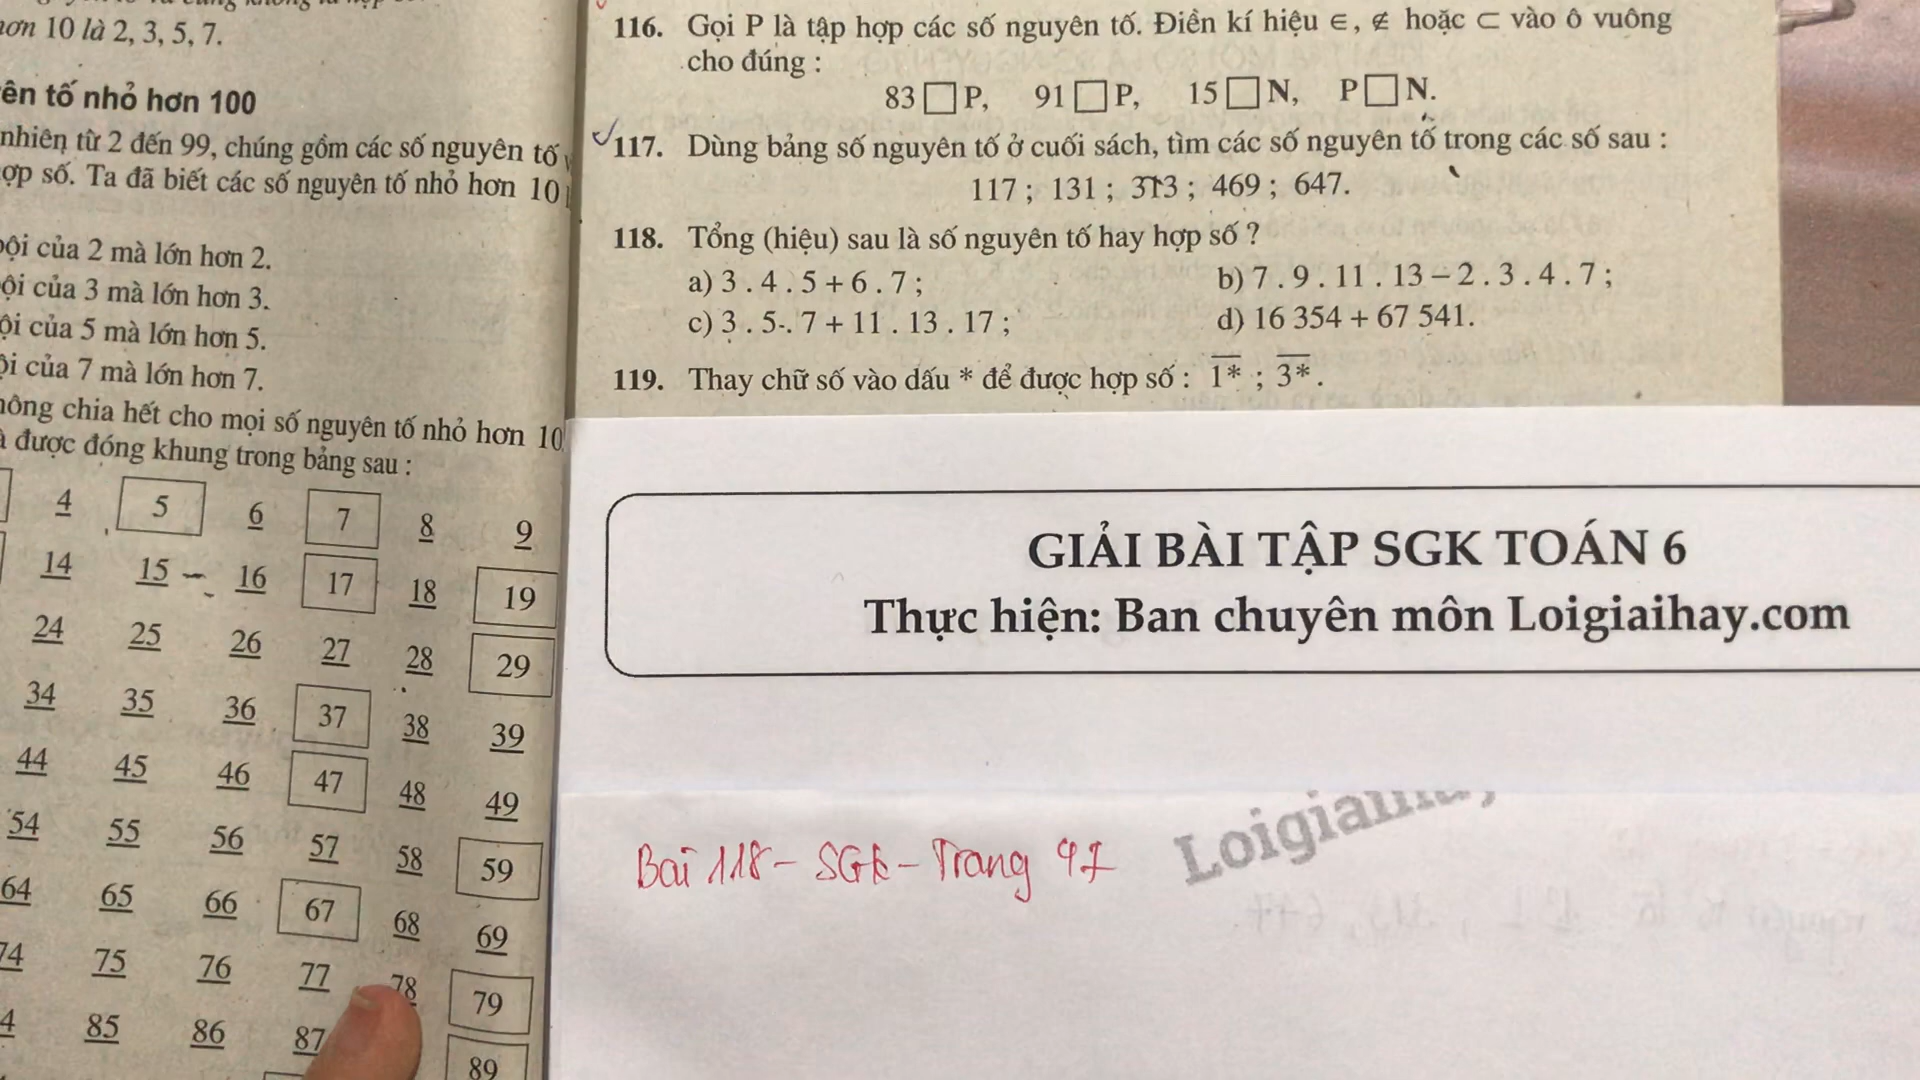 hơn 10 là 2, 3, 5, 7.
tố nhỏ hơn 100
nhiên từ 2 đến 99, chúng gồm các số nguyên tố
số. Ta đã biết các số nguyên tố nhỏ hơn 10
của 2 mà lớn hơn 2.
của 3 mà lớn hơn 3.
của 5 mà lớn hơn 5.
của 7 mà lớn hơn 7.
chia hết cho mọi số nguyên tố nhỏ hơn 10
được đóng khung trong bảng sau :
4 5 6 7 8 9
14 15 16 17 18 19
24 25 26 27 28 29
34 35 36 37 38 39
44 45 46 47 48 49
54 55 56 57 58 59
64 65 66 67 68 69
74 75 76 77 78 79
85 86 87 89
116. Gọi P là tập hợp các số nguyên tố. Điền kí hiệu ∈, ∉ hoặc ⊂ vào ô vuông
cho đúng :
83 □ P, 91 □ P, 15 □ N, P □ N.
117. Dùng bảng số nguyên tố ở cuối sách, tìm các số nguyên tố trong các số sau :
117 ; 131 ; 313 ; 469 ; 647.
118. Tổng (hiệu) sau là số nguyên tố hay hợp số ?
a) 3 . 4 . 5 + 6 . 7 ; b) 7 . 9 . 11 . 13 – 2 . 3 . 4 . 7 ;
c) 3 . 5 . 7 + 11 . 13 . 17 ; d) 16 354 + 67 541.
119. Thay chữ số vào dấu * để được hợp số : 1* ; 3*.
GIẢI BÀI TẬP SGK TOÁN 6
Thực hiện: Ban chuyên môn Loigiaihay.com
Loigiaihay
Bài 118 – SGK – Trang 47